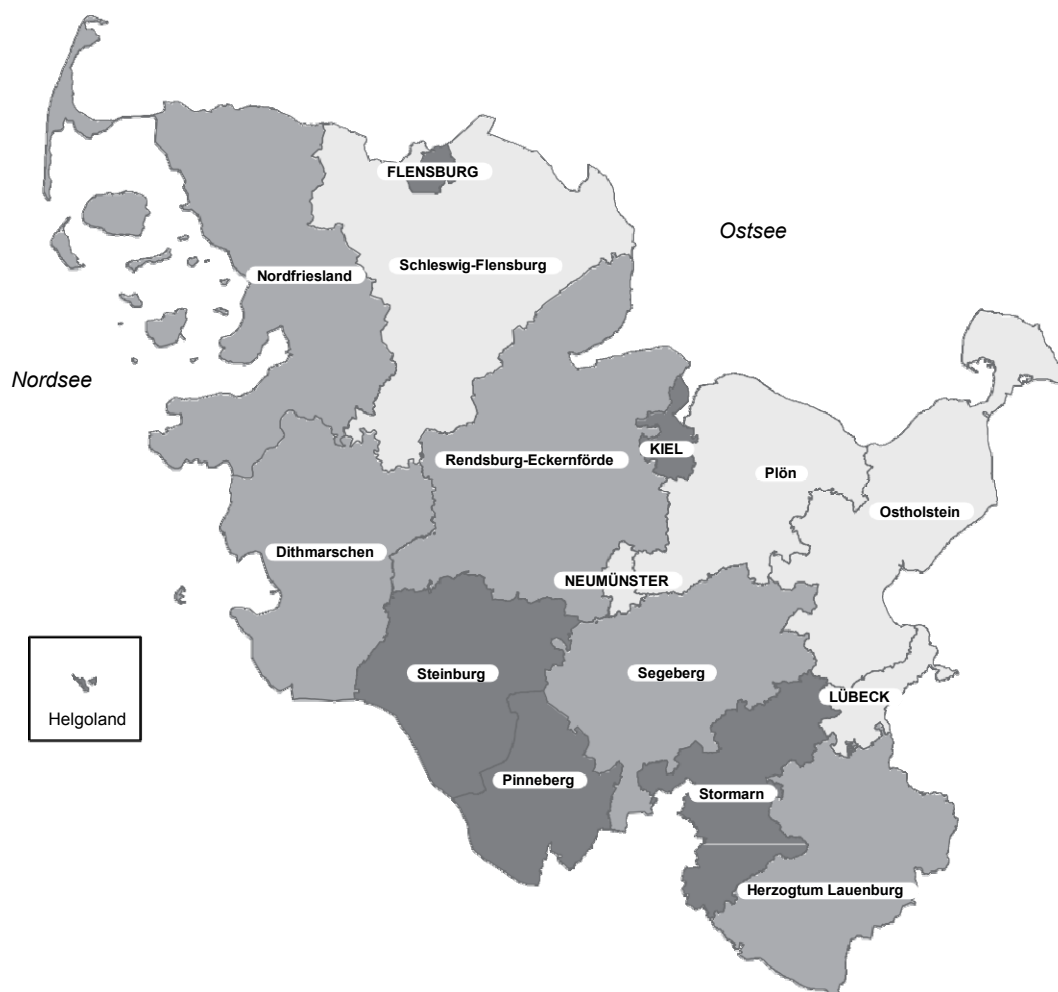 FLENSBURG
Ostsee
Schleswig-Flensburg
Nordfriesland
Nordsee
KIEL
Rendsburg-Eckernförde
Plön
Ostholstein
Dithmarschen
NEUMÜNSTER
Steinburg
Segeberg
LÜBECK
Helgoland
Pinneberg
Stormarn
Herzogtum Lauenburg